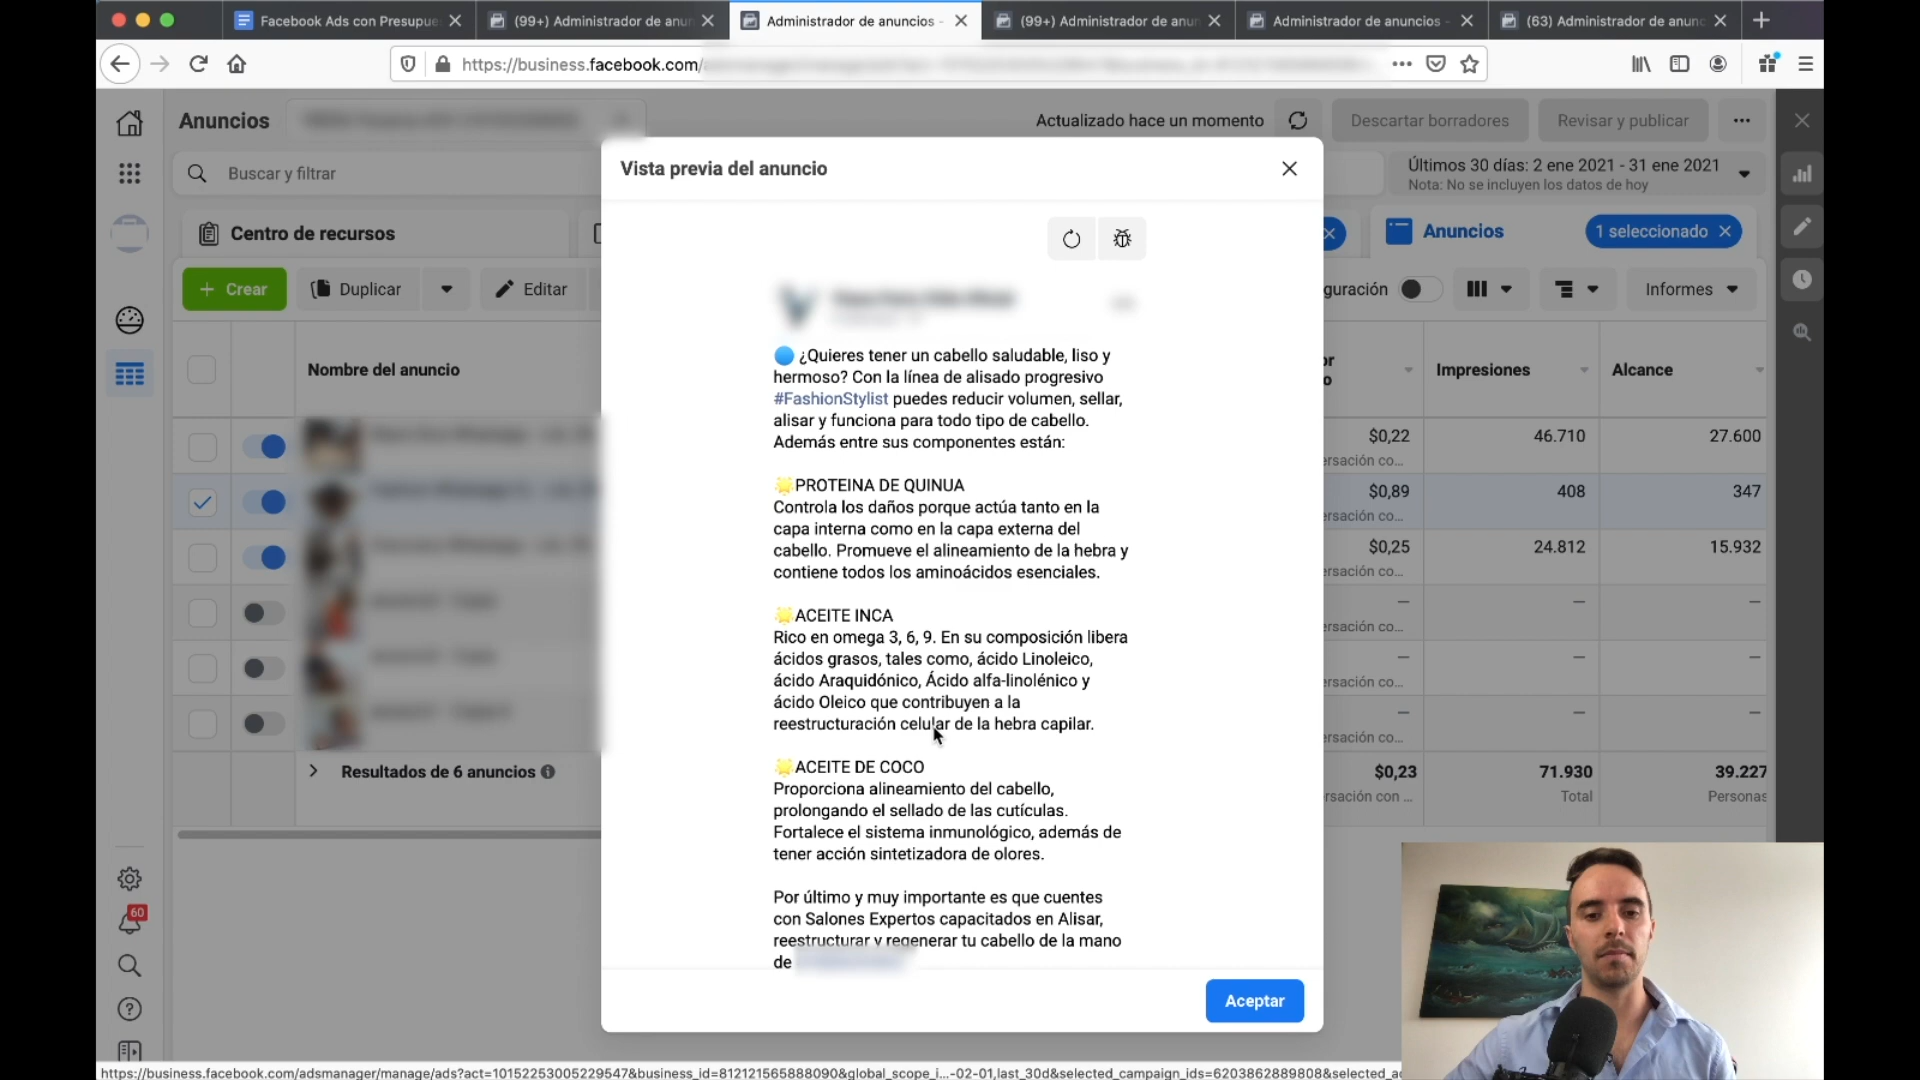 Facebook Ads con Presupue
(99+) Administrador de anun
Administrador de anuncios -
(99+) Administrador de anun
Administrador de anuncios -
(63) Administrador de anunc
https://business.facebook.com/
Anuncios
Actualizado hace un momento
Descartar borradores
Revisar y publicar
Buscar y filtrar
Últimos 30 días: 2 ene 2021 - 31 ene 2021
Nota: No se incluyen los datos de hoy
Centro de recursos
Anuncios
1 seleccionado
+ Crear
Duplicar
Editar
guración
Informes
Nombre del anuncio
or
o
Impresiones
Alcance
$0,22
ersación co...
46.710
27.600
$0,89
ersación co...
408
347
$0,25
ersación co...
24.812
15.932
—
ersación co...
—
—
—
ersación co...
—
—
—
ersación co...
—
—
Resultados de 6 anuncios
$0,23
rsación con ...
71.930
Total
39.227
Personas
Vista previa del anuncio
¿Quieres tener un cabello saludable, liso y
hermoso? Con la línea de alisado progresivo
#FashionStylist puedes reducir volumen, sellar,
alisar y funciona para todo tipo de cabello.
Además entre sus componentes están:
🌟PROTEINA DE QUINUA
Controla los daños porque actúa tanto en la
capa interna como en la capa externa del
cabello. Promueve el alineamiento de la hebra y
contiene todos los aminoácidos esenciales.
🌟ACEITE INCA
Rico en omega 3, 6, 9. En su composición libera
ácidos grasos, tales como, ácido Linoleico,
ácido Araquidónico, Ácido alfa-linolénico y
ácido Oleico que contribuyen a la
reestructuración celular de la hebra capilar.
🌟ACEITE DE COCO
Proporciona alineamiento del cabello,
prolongando el sellado de las cutículas.
Fortalece el sistema inmunológico, además de
tener acción sintetizadora de olores.
Por último y muy importante es que cuentes
con Salones Expertos capacitados en Alisar,
reestructurar y regenerar tu cabello de la mano
de
Aceptar
60
https://business.facebook.com/adsmanager/manage/ads?act=10152253005229547&business_id=812121565888090&global_scope_i...-02-01,last_30d&selected_campaign_ids=6203862889808&selected_a